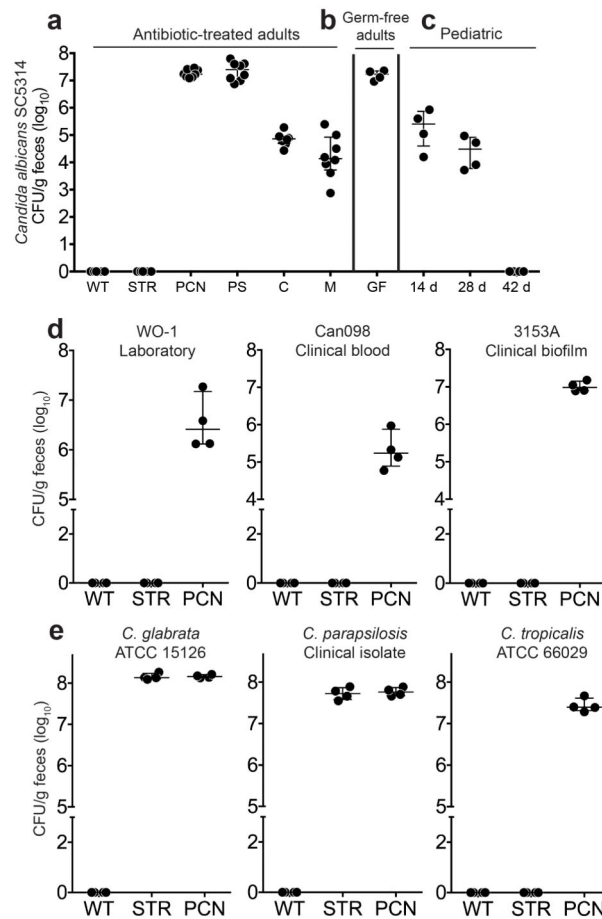 a
Antibiotic-treated adults
b
Germ-free
adults
c
Pediatric
Candida albicans SC5314
CFU/g feces (log10)
8
7
6
5
4
3
2
1
0
WT STR PCN PS C M GF 14 d 28 d 42 d
d
WO-1
Laboratory
Can098
Clinical blood
3153A
Clinical biofilm
CFU/g feces (log10)
8
7
6
5
2
0
WT STR PCN
8
7
6
5
4
2
0
WT STR PCN
8
7
6
5
4
2
0
WT STR PCN
e
C. glabrata
ATCC 15126
C. parapsilosis
Clinical isolate
C. tropicalis
ATCC 66029
CFU/g feces (log10)
8
7
6
5
2
0
WT STR PCN
8
7
6
5
2
0
WT STR PCN
8
7
6
5
2
0
WT STR PCN